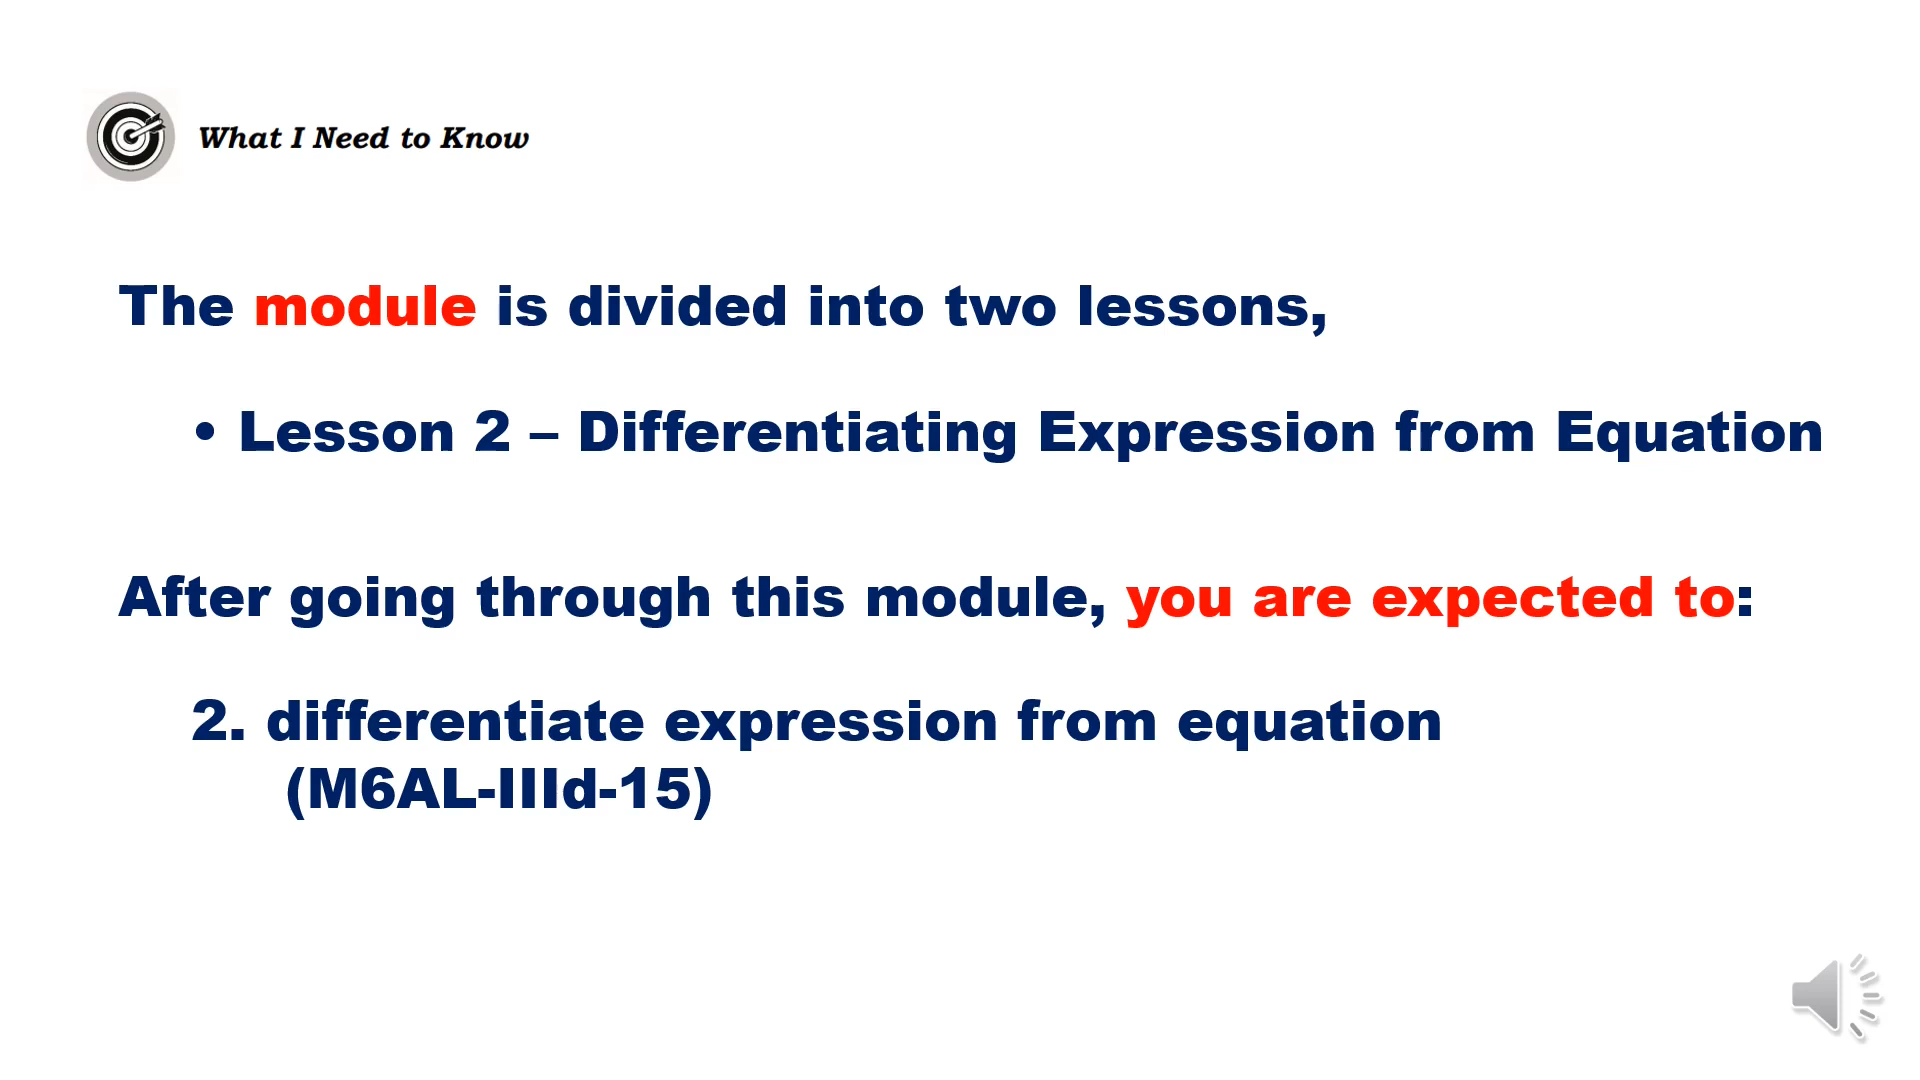 What I Need to Know
The module is divided into two lessons,
• Lesson 2 – Differentiating Expression from Equation
After going through this module, you are expected to:
2. differentiate expression from equation
(M6AL-IIId-15)